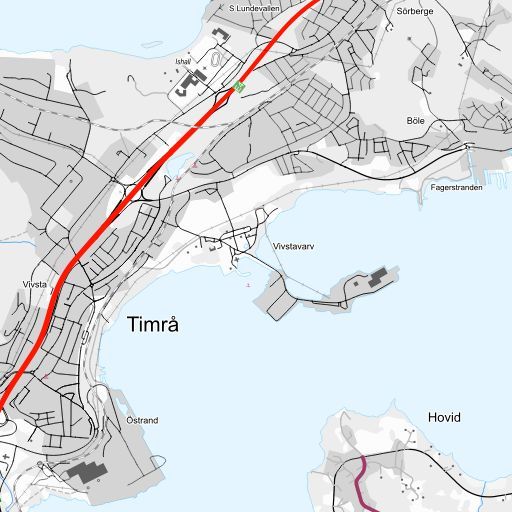 S Lundevallen
Sörberge
Ishall
Böle
Fagerstranden
Vivstavarv
Vivsta
Timrå
Östrand
Hovid